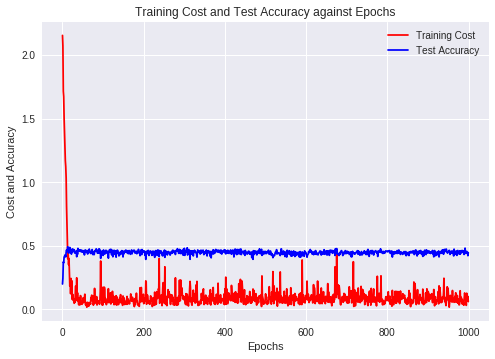 Training Cost and Test Accuracy against Epochs
Training Cost
Test Accuracy
Cost and Accuracy
2.0
1.5
1.0
0.5
0.0
0 200 400 600 800 1000
Epochs